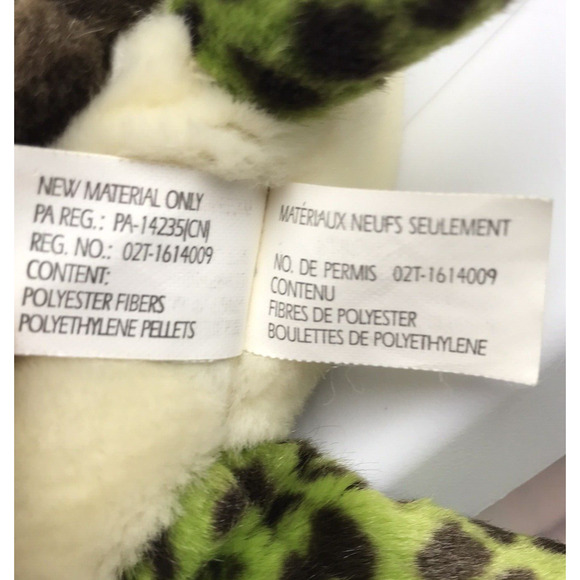 NEW MATERIAL ONLY
PA REG.: PA-14235(CN)
REG. NO.: 02T-1614009
CONTENT:
POLYESTER FIBERS
POLYETHYLENE PELLETS
MATÉRIAUX NEUFS SEULEMENT
NO. DE PERMIS 02T-1614009
CONTENU
FIBRES DE POLYESTER
BOULETTES DE POLYETHYLENE